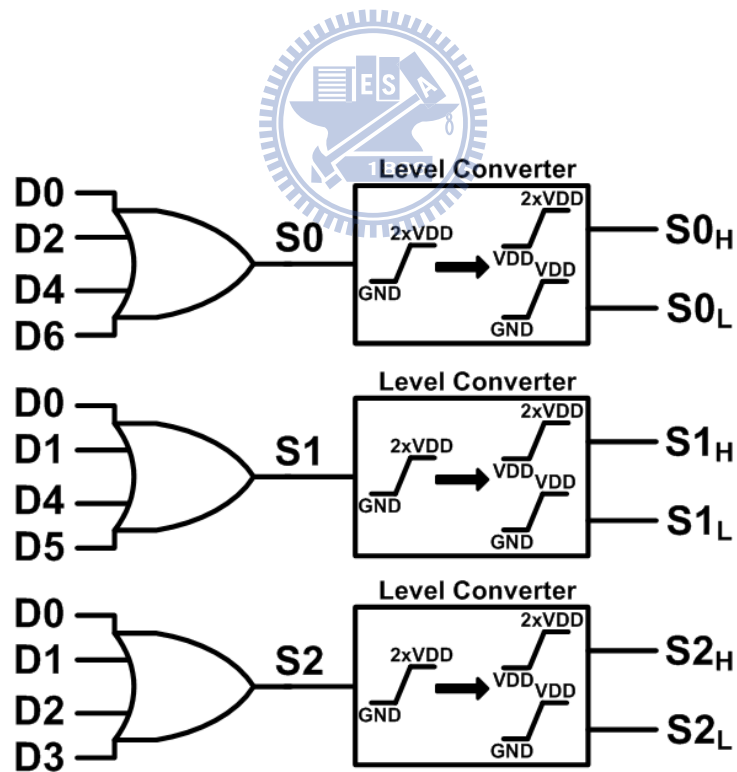 E S A
1896
Level Converter
D0
D2
D4
D6
S0
2xVDD
GND
2xVDD
VDD
VDD
GND
S0H
S0L
Level Converter
D0
D1
D4
D5
S1
2xVDD
GND
2xVDD
VDD
VDD
GND
S1H
S1L
Level Converter
D0
D1
D2
D3
S2
2xVDD
GND
2xVDD
VDD
VDD
GND
S2H
S2L